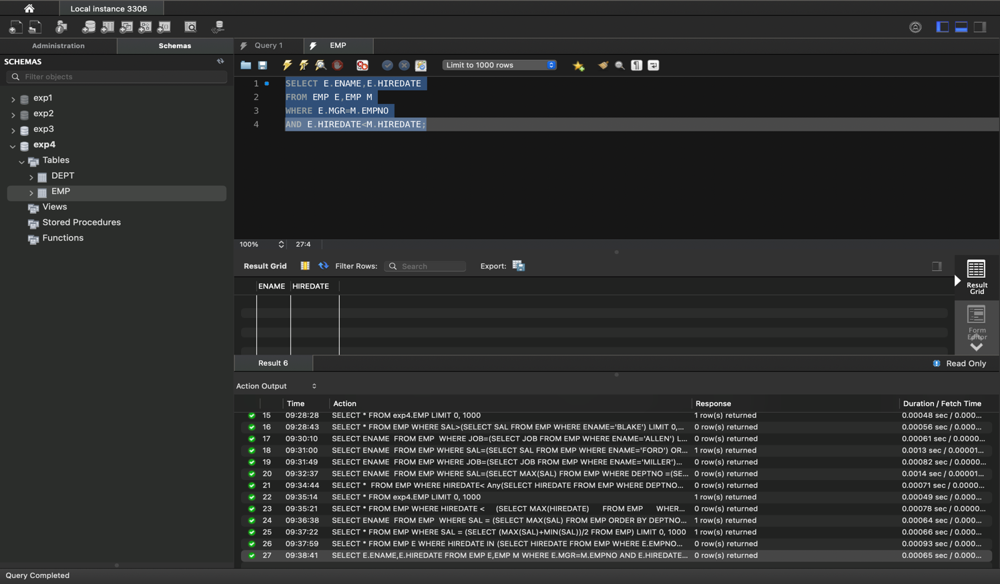 Local instance 3306
Administration
Schemas
Query 1
EMP
SCHEMAS
Filter objects
exp1
exp2
exp3
exp4
Tables
DEPT
EMP
Views
Stored Procedures
Functions
Limit to 1000 rows
1 SELECT E.ENAME,E.HIREDATE
2 FROM EMP E,EMP M
3 WHERE E.MGR=M.EMPNO
4 AND E.HIREDATE<M.HIREDATE;
100% 27:4
Result Grid Filter Rows: Search Export:
ENAME HIREDATE
Result Grid
Form Editor
Result 6
Read Only
Action Output
Time Action Response Duration / Fetch Time
15 09:28:28 SELECT * FROM exp4.EMP LIMIT 0, 1000 1 row(s) returned 0.00048 sec / 0.000...
16 09:28:43 SELECT * FROM EMP WHERE SAL>(SELECT SAL FROM EMP WHERE ENAME='BLAKE') LIMIT 0,... 0 row(s) returned 0.00056 sec / 0.000...
17 09:30:10 SELECT ENAME FROM EMP WHERE JOB=(SELECT JOB FROM EMP WHERE ENAME='ALLEN') L... 0 row(s) returned 0.00061 sec / 0.0000...
18 09:31:00 SELECT ENAME FROM EMP WHERE SAL=(SELECT SAL FROM EMP WHERE ENAME='FORD') OR... 1 row(s) returned 0.0013 sec / 0.00001...
19 09:31:49 SELECT ENAME FROM EMP WHERE JOB=(SELECT JOB FROM EMP WHERE ENAME='MILLER')... 0 row(s) returned 0.00082 sec / 0.0000...
20 09:32:37 SELECT ENAME FROM EMP WHERE SAL=(SELECT MAX(SAL) FROM EMP WHERE DEPTNO =(SE... 0 row(s) returned 0.0014 sec / 0.00001...
21 09:34:44 SELECT * FROM EMP WHERE HIREDATE< Any(SELECT HIREDATE FROM EMP WHERE DEPTNO... 0 row(s) returned 0.00071 sec / 0.0000...
22 09:35:14 SELECT * FROM exp4.EMP LIMIT 0, 1000 1 row(s) returned 0.00049 sec / 0.000...
23 09:35:21 SELECT * FROM EMP WHERE HIREDATE < (SELECT MAX(HIREDATE) FROM EMP WHER... 0 row(s) returned 0.00078 sec / 0.000...
24 09:36:38 SELECT ENAME FROM EMP WHERE SAL = (SELECT MAX(SAL) FROM EMP ORDER BY DEPTNO... 1 row(s) returned 0.00064 sec / 0.000...
25 09:37:22 SELECT * FROM EMP WHERE SAL = (SELECT (MAX(SAL)+MIN(SAL))/2 FROM EMP) LIMIT 0, 1000 1 row(s) returned 0.00066 sec / 0.000...
26 09:37:59 SELECT * FROM EMP E WHERE HIREDATE IN (SELECT HIREDATE FROM EMP WHERE E.EMPNO... 0 row(s) returned 0.00093 sec / 0.000...
27 09:38:41 SELECT E.ENAME,E.HIREDATE FROM EMP E,EMP M WHERE E.MGR=M.EMPNO AND E.HIREDATE... 0 row(s) returned 0.00065 sec / 0.000...
Query Completed